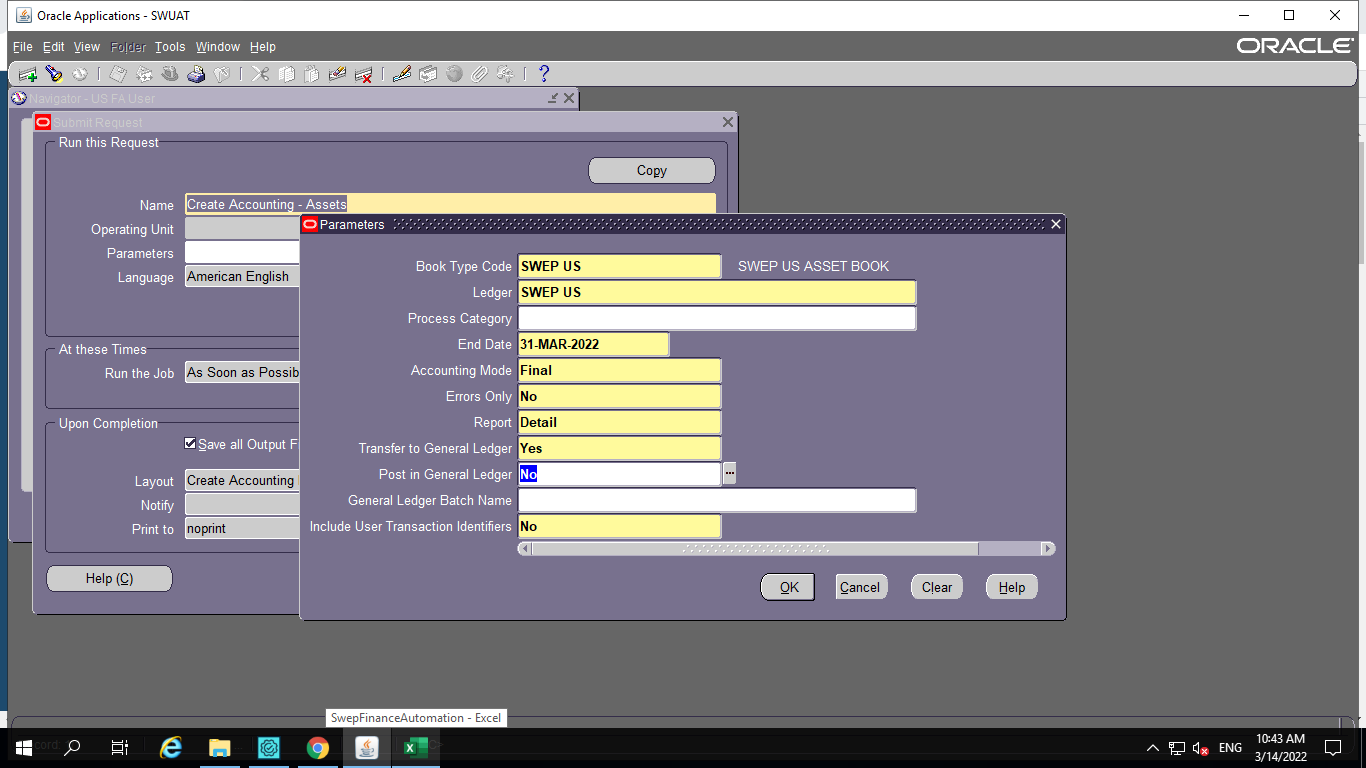 Oracle Applications - SWUAT
File Edit View Folder Tools Window Help
ORACLE
Navigator - US FA User
Submit Request
Run this Request
Copy
Name Create Accounting - Assets
Operating Unit
Parameters
Language American English
At these Times
Run the Job As Soon as Possib
Upon Completion
Save all Output F
Layout Create Accounting
Notify
Print to noprint
Help (C)
Parameters
Book Type Code SWEP US SWEP US ASSET BOOK
Ledger SWEP US
Process Category
End Date 31-MAR-2022
Accounting Mode Final
Errors Only No
Report Detail
Transfer to General Ledger Yes
Post in General Ledger No
General Ledger Batch Name
Include User Transaction Identifiers No
OK Cancel Clear Help
SwepFinanceAutomation - Excel
ENG
10:43 AM
3/14/2022